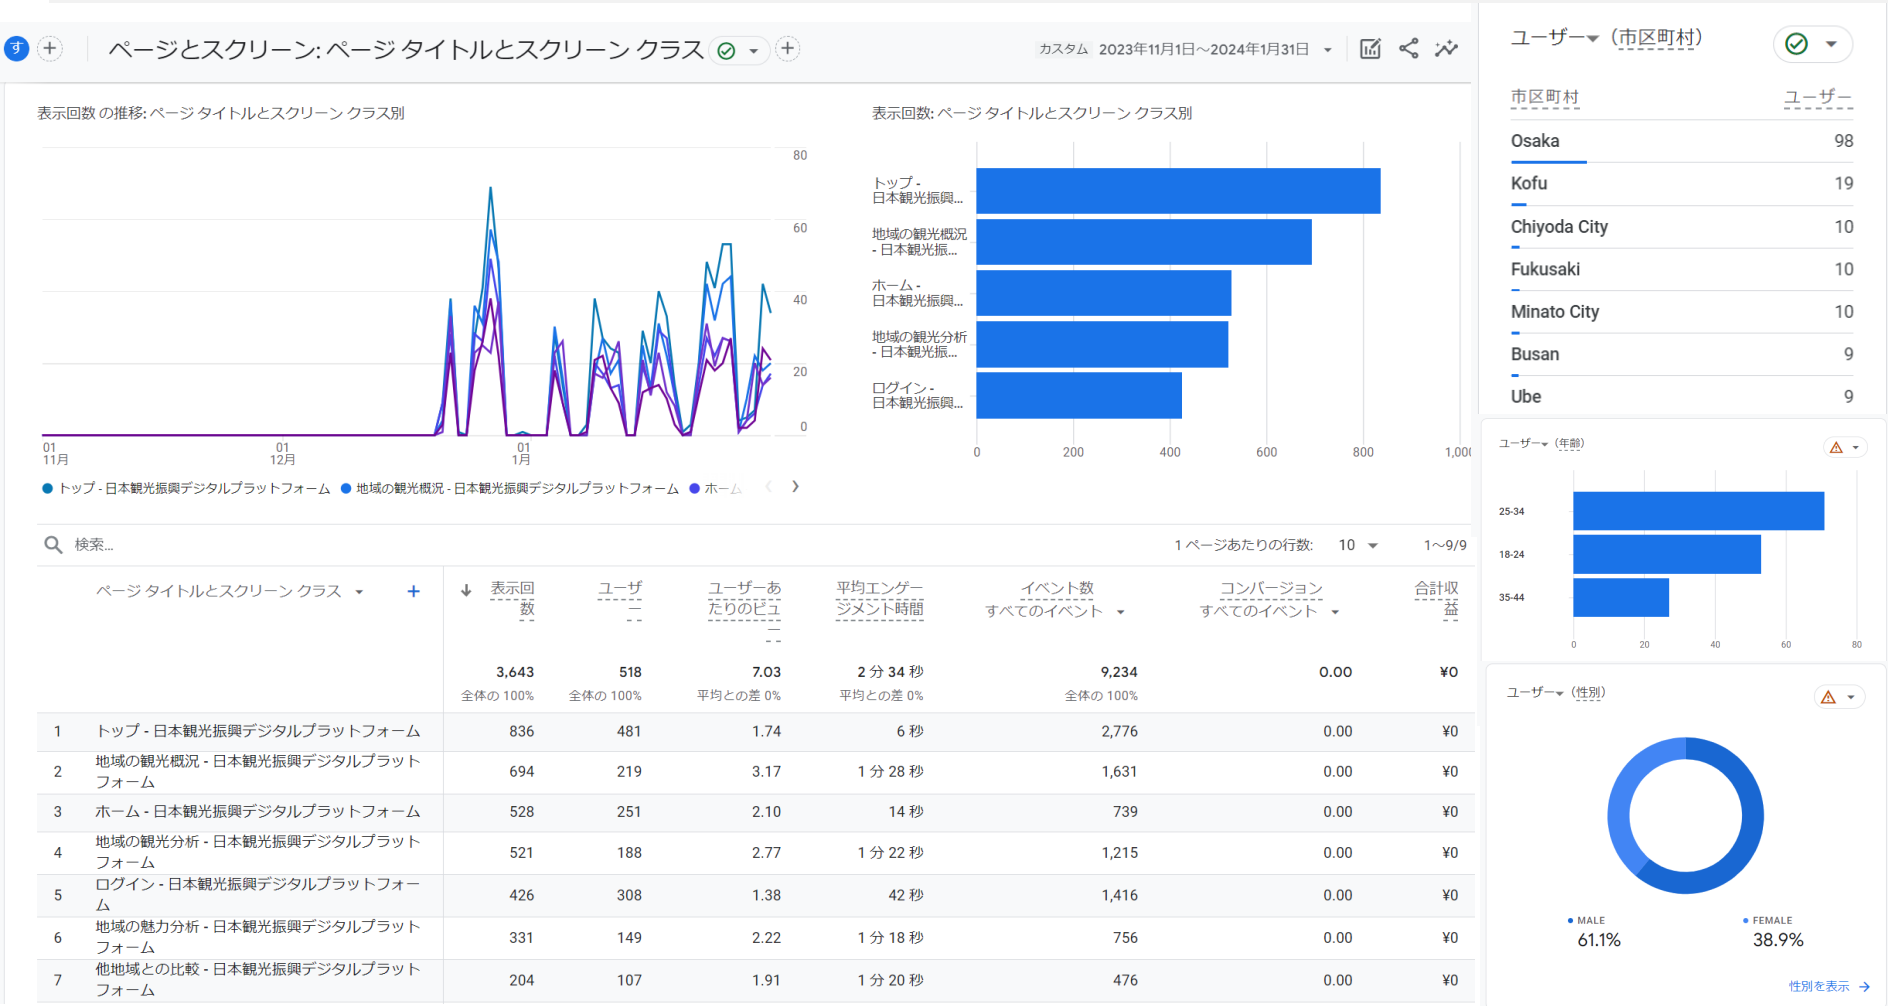 す
ページとスクリーン: ページ タイトルとスクリーン クラス
カスタム 2023年11月1日～2024年1月31日
表示回数 の推移: ページ タイトルとスクリーン クラス別
80
60
40
20
0
01
11月
01
12月
01
1月
トップ - 日本観光振興デジタルプラットフォーム 地域の観光概況 - 日本観光振興デジタルプラットフォーム ホーム
表示回数: ページ タイトルとスクリーン クラス別
トップ -
日本観光振興...
地域の観光概況
- 日本観光振...
ホーム -
日本観光振興...
地域の観光分析
- 日本観光振...
ログイン -
日本観光振興...
0 200 400 600 800 1,000
検索...
1 ページあたりの行数: 10 1～9/9
ページ タイトルとスクリーン クラス
表示回
数
ユーザ
ー
ユーザーあ
たりのビュ
ー
平均エンゲー
ジメント時間
イベント数
すべてのイベント
コンバージョン
すべてのイベント
合計収
益
3,643 518 7.03 2 分 34 秒 9,234 0.00 ¥0
全体の 100% 全体の 100% 平均との差 0% 平均との差 0% 全体の 100%
1 トップ - 日本観光振興デジタルプラットフォーム 836 481 1.74 6 秒 2,776 0.00 ¥0
2 地域の観光概況 - 日本観光振興デジタルプラット
フォーム 694 219 3.17 1 分 28 秒 1,631 0.00 ¥0
3 ホーム - 日本観光振興デジタルプラットフォーム 528 251 2.10 14 秒 739 0.00 ¥0
4 地域の観光分析 - 日本観光振興デジタルプラット
フォーム 521 188 2.77 1 分 22 秒 1,215 0.00 ¥0
5 ログイン - 日本観光振興デジタルプラットフォー
ム 426 308 1.38 42 秒 1,416 0.00 ¥0
6 地域の魅力分析 - 日本観光振興デジタルプラット
フォーム 331 149 2.22 1 分 18 秒 756 0.00 ¥0
7 他地域との比較 - 日本観光振興デジタルプラット
フォーム 204 107 1.91 1 分 20 秒 476 0.00 ¥0
ユーザー （市区町村）
市区町村 ユーザー
Osaka 98
Kofu 19
Chiyoda City 10
Fukusaki 10
Minato City 10
Busan 9
Ube 9
ユーザー （年齢）
25-34
18-24
35-44
0 20 40 60 80
ユーザー （性別）
MALE
61.1%
FEMALE
38.9%
性別を表示